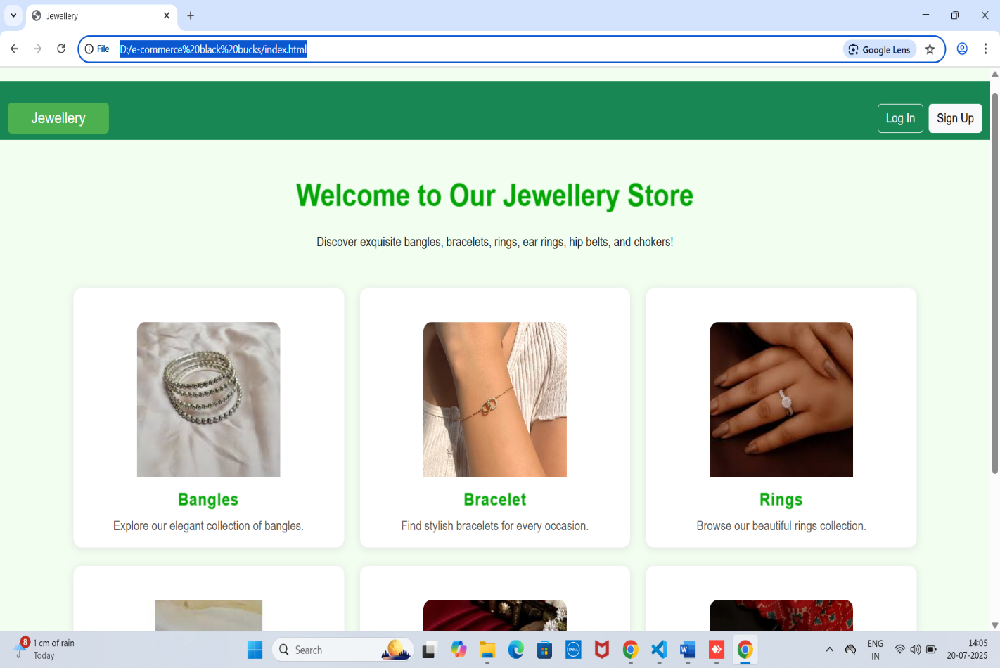 Jewellery
File
D:/e-commerce%20black%20bucks/index.html
Google Lens
Jewellery
Log In
Sign Up
Welcome to Our Jewellery Store
Discover exquisite bangles, bracelets, rings, ear rings, hip belts, and chokers!
Bangles
Explore our elegant collection of bangles.
Bracelet
Find stylish bracelets for every occasion.
Rings
Browse our beautiful rings collection.
8
1 cm of rain
Today
Search
DELL
W
ENG
IN
14:05
20-07-2025